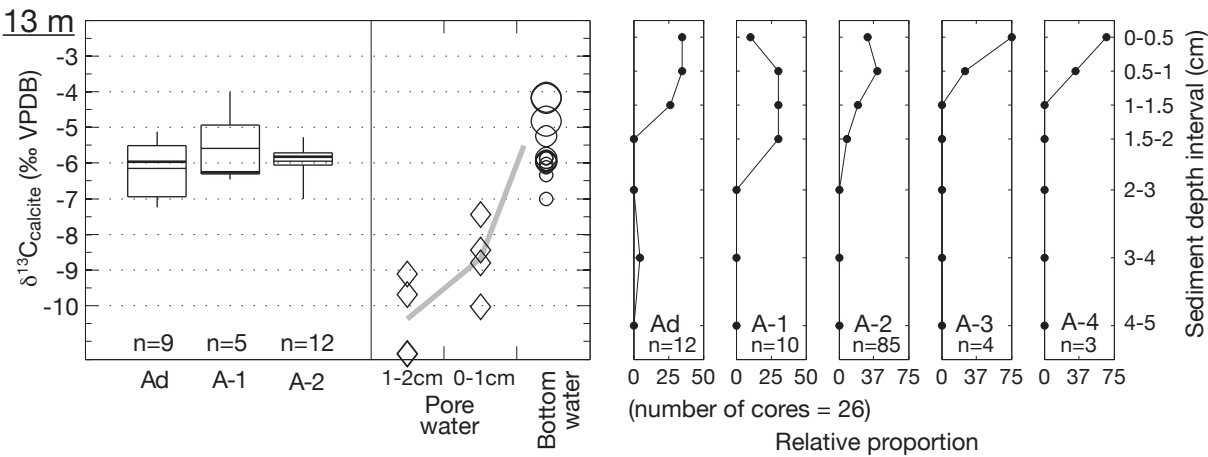 13 m
δ13Ccalcite (‰ VPDB)
-3
-4
-5
-6
-7
-8
-9
-10
n=9 n=5 n=12
Ad A-1 A-2
1-2cm 0-1cm
Pore
water
Bottom
water
Ad
n=12
A-1
n=10
A-2
n=85
A-3
n=4
A-4
n=3
0 25 50 0 25 50 0 37 75 0 37 75 0 37 75
(number of cores = 26)
Relative proportion
0-0.5
0.5-1
1-1.5
1.5-2
2-3
3-4
4-5
Sediment depth interval (cm)